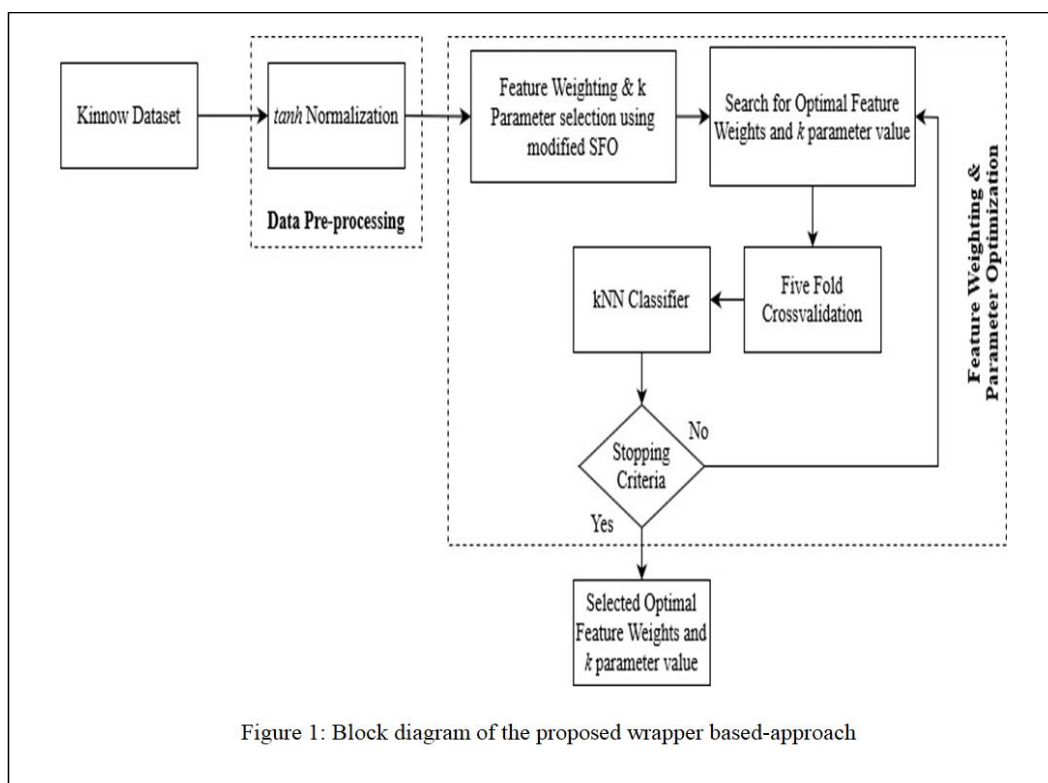 Kinnow Dataset
tanh Normalization
Data Pre-processing
Feature Weighting & k
Parameter selection using
modified SFO
Search for Optimal Feature
Weights and k parameter value
Five Fold
Crossvalidation
kNN Classifier
Stopping
Criteria
No
Yes
Feature Weighting &
Parameter Optimization
Selected Optimal
Feature Weights and
k parameter value
Figure 1: Block diagram of the proposed wrapper based-approach